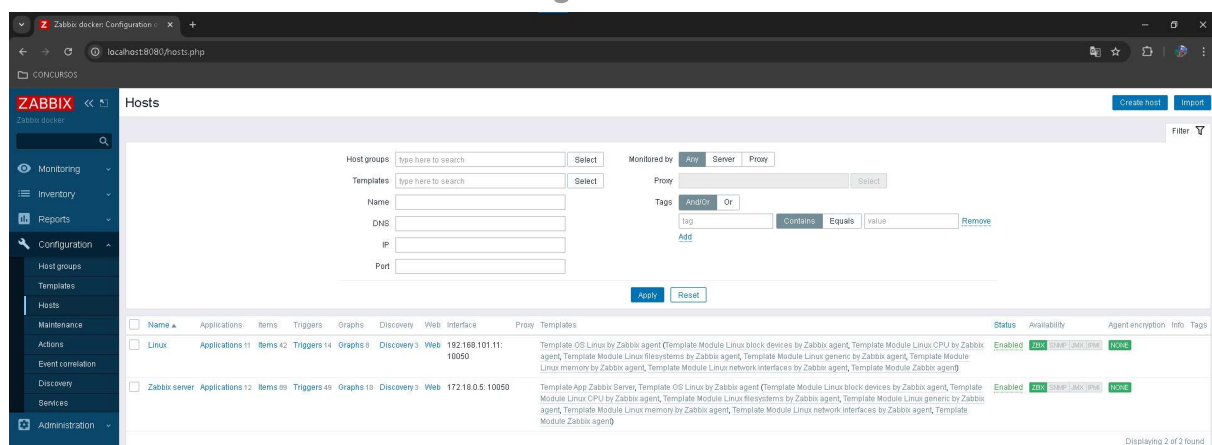 Zabbix docker: Configuration o
localhost:8080/hosts.php
CONCURSOS
ZABBIX
Zabbix docker
Hosts
Create host Import
Filter
Monitoring
Inventory
Reports
Configuration
Host groups
Templates
Hosts
Maintenance
Actions
Event correlation
Discovery
Services
Administration
Host groups type here to search Select Monitored by Any Server Proxy
Templates type here to search Select Proxy Select
Name Tags And/Or Or
DNS tag Contains Equals value Remove
IP Add
Port
Apply Reset
Name Applications Items Triggers Graphs Discovery Web Interface Proxy Templates Status Availability Agent encryption Info Tags
Linux Applications 11 Items 42 Triggers 14 Graphs 8 Discovery 3 Web 192.168.101.11: Template OS Linux by Zabbix agent (Template Module Linux block devices by Zabbix agent, Template Module Linux CPU by Zabbix Enabled ZBX SNMP JMX IPMI NONE
10050 agent, Template Module Linux filesystems by Zabbix agent, Template Module Linux generic by Zabbix agent, Template Module
Linux memory by Zabbix agent, Template Module Linux network interfaces by Zabbix agent, Template Module Zabbix agent)
Zabbix server Applications 12 Items 89 Triggers 49 Graphs 18 Discovery 3 Web 172.18.0.5: 10050 Template App Zabbix Server, Template OS Linux by Zabbix agent (Template Module Linux block devices by Zabbix agent, Template Enabled ZBX SNMP JMX IPMI NONE
Module Linux CPU by Zabbix agent, Template Module Linux filesystems by Zabbix agent, Template Module Linux generic by Zabbix
agent, Template Module Linux memory by Zabbix agent, Template Module Linux network interfaces by Zabbix agent, Template
Module Zabbix agent)
Displaying 2 of 2 found